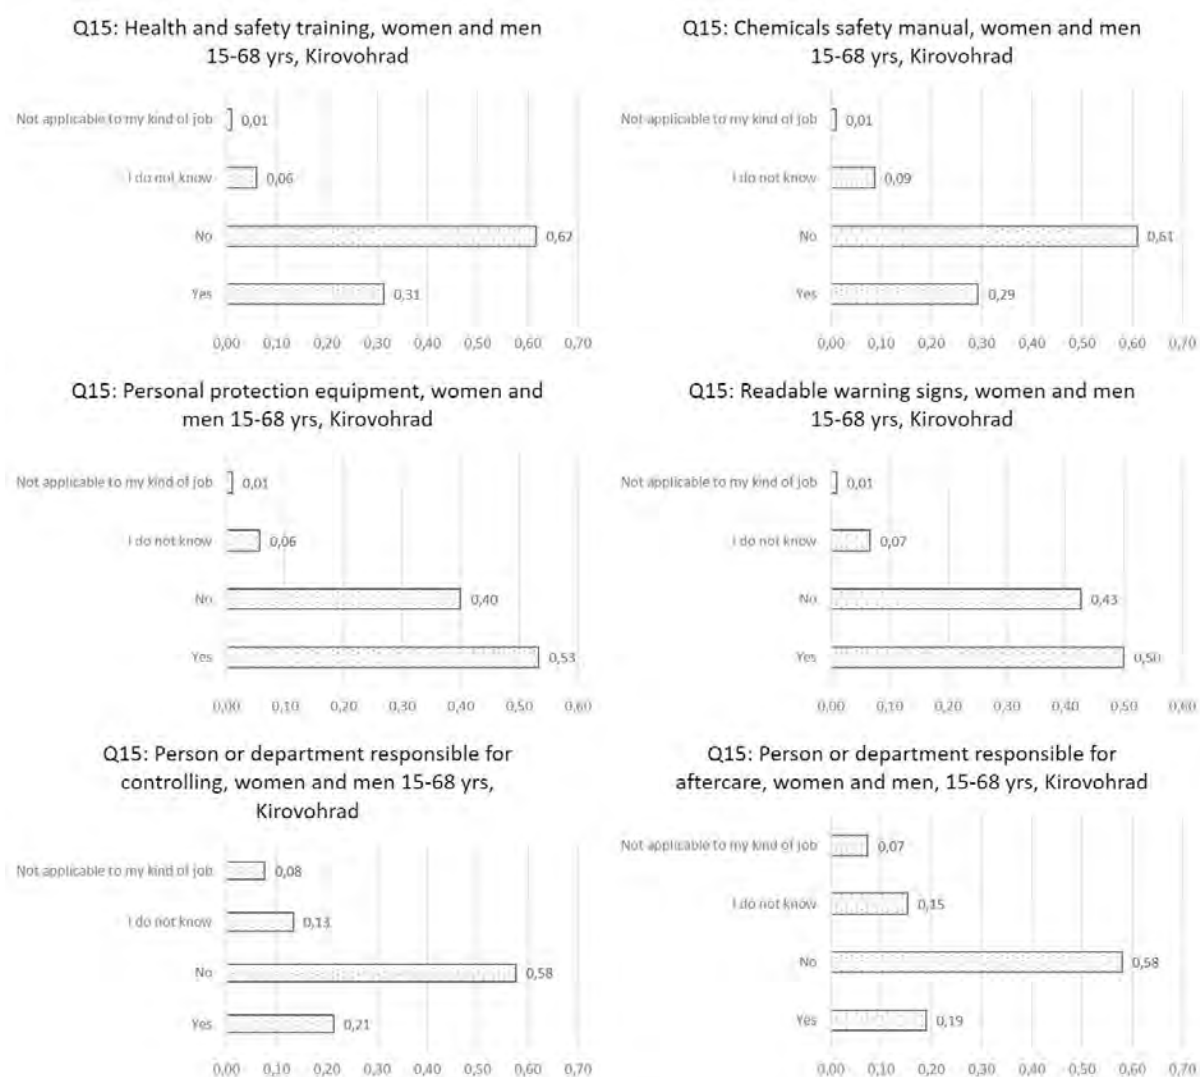 Q15: Health and safety training, women and men
15-68 yrs, Kirovohrad
Not applicable to my kind of job 0,01
I do not know 0,06
No 0,62
Yes 0,31
0,00 0,10 0,20 0,30 0,40 0,50 0,60 0,70
Q15: Chemicals safety manual, women and men
15-68 yrs, Kirovohrad
Not applicable to my kind of job 0,01
I do not know 0,09
No 0,61
Yes 0,29
0,00 0,10 0,20 0,30 0,40 0,50 0,60 0,70
Q15: Personal protection equipment, women and
men 15-68 yrs, Kirovohrad
Not applicable to my kind of job 0,01
I do not know 0,06
No 0,40
Yes 0,53
0,00 0,10 0,20 0,30 0,40 0,50 0,60
Q15: Readable warning signs, women and men
15-68 yrs, Kirovohrad
Not applicable to my kind of job 0,01
I do not know 0,07
No 0,43
Yes 0,50
0,00 0,10 0,20 0,30 0,40 0,50 0,60
Q15: Person or department responsible for
controlling, women and men 15-68 yrs,
Kirovohrad
Not applicable to my kind of job 0,08
I do not know 0,13
No 0,58
Yes 0,21
0,00 0,10 0,20 0,30 0,40 0,50 0,60 0,70
Q15: Person or department responsible for
aftercare, women and men, 15-68 yrs, Kirovohrad
Not applicable to my kind of job 0,07
I do not know 0,15
No 0,58
Yes 0,19
0,00 0,10 0,20 0,30 0,40 0,50 0,60 0,70